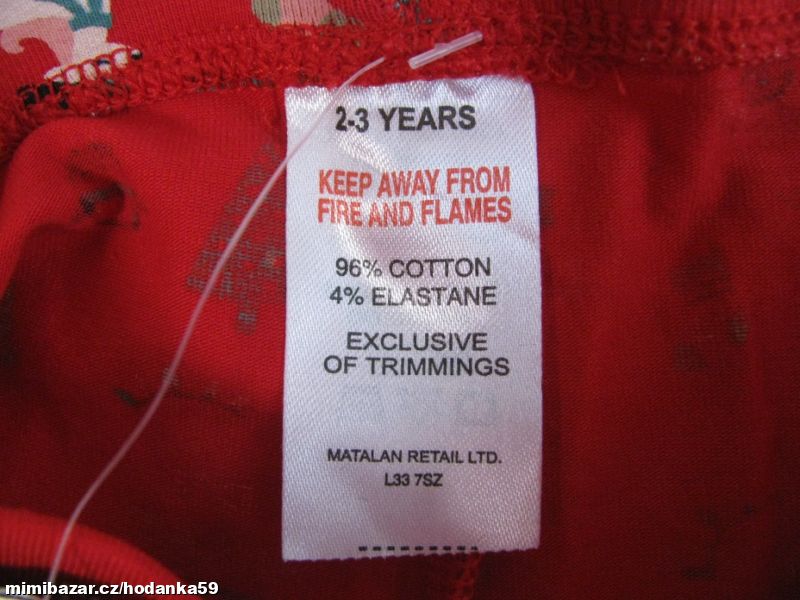 2-3 YEARS
KEEP AWAY FROM
FIRE AND FLAMES
96% COTTON
4% ELASTANE
EXCLUSIVE
OF TRIMMINGS
MATALAN RETAIL LTD.
L33 7SZ
mimibazar.cz/hodanka59